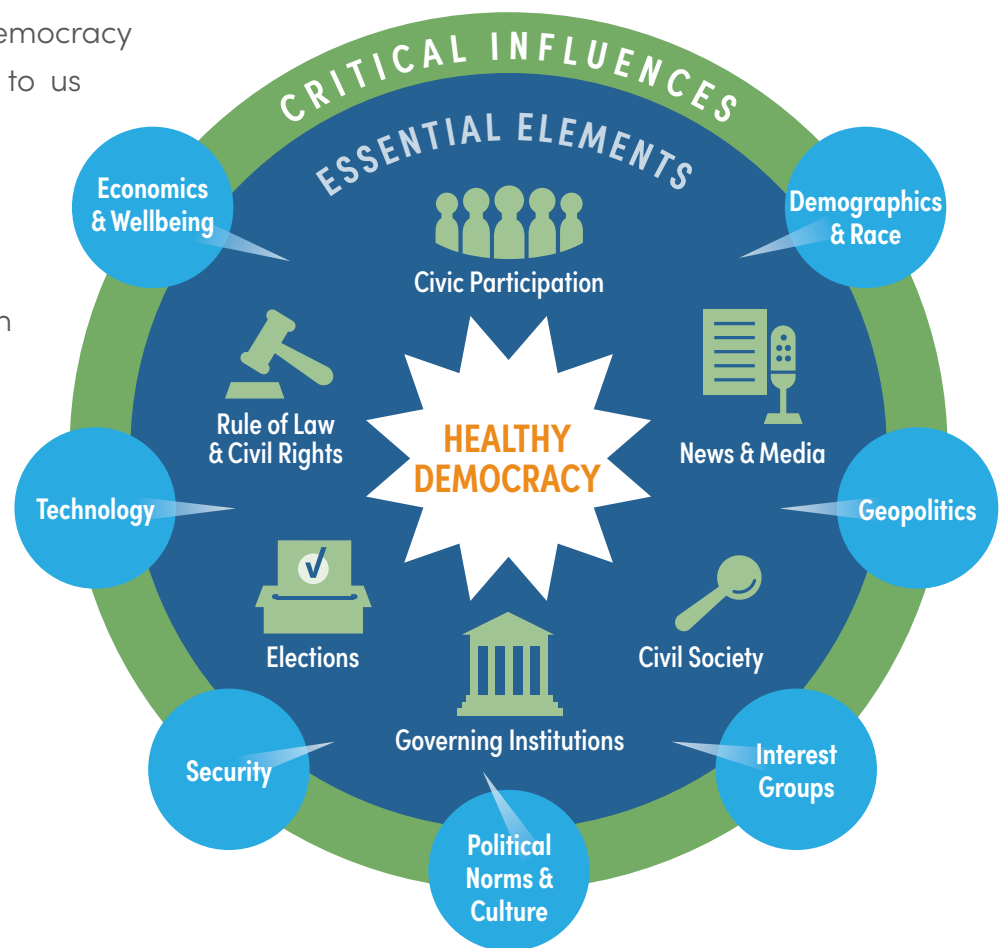 emocracy
to us
n
CRITICAL INFLUENCES
ESSENTIAL ELEMENTS
Economics
& Wellbeing
Demographics
& Race
Civic Participation
Rule of Law
& Civil Rights
HEALTHY
DEMOCRACY
News & Media
Technology
Geopolitics
Elections
Civil Society
Governing Institutions
Security
Interest
Groups
Political
Norms &
Culture